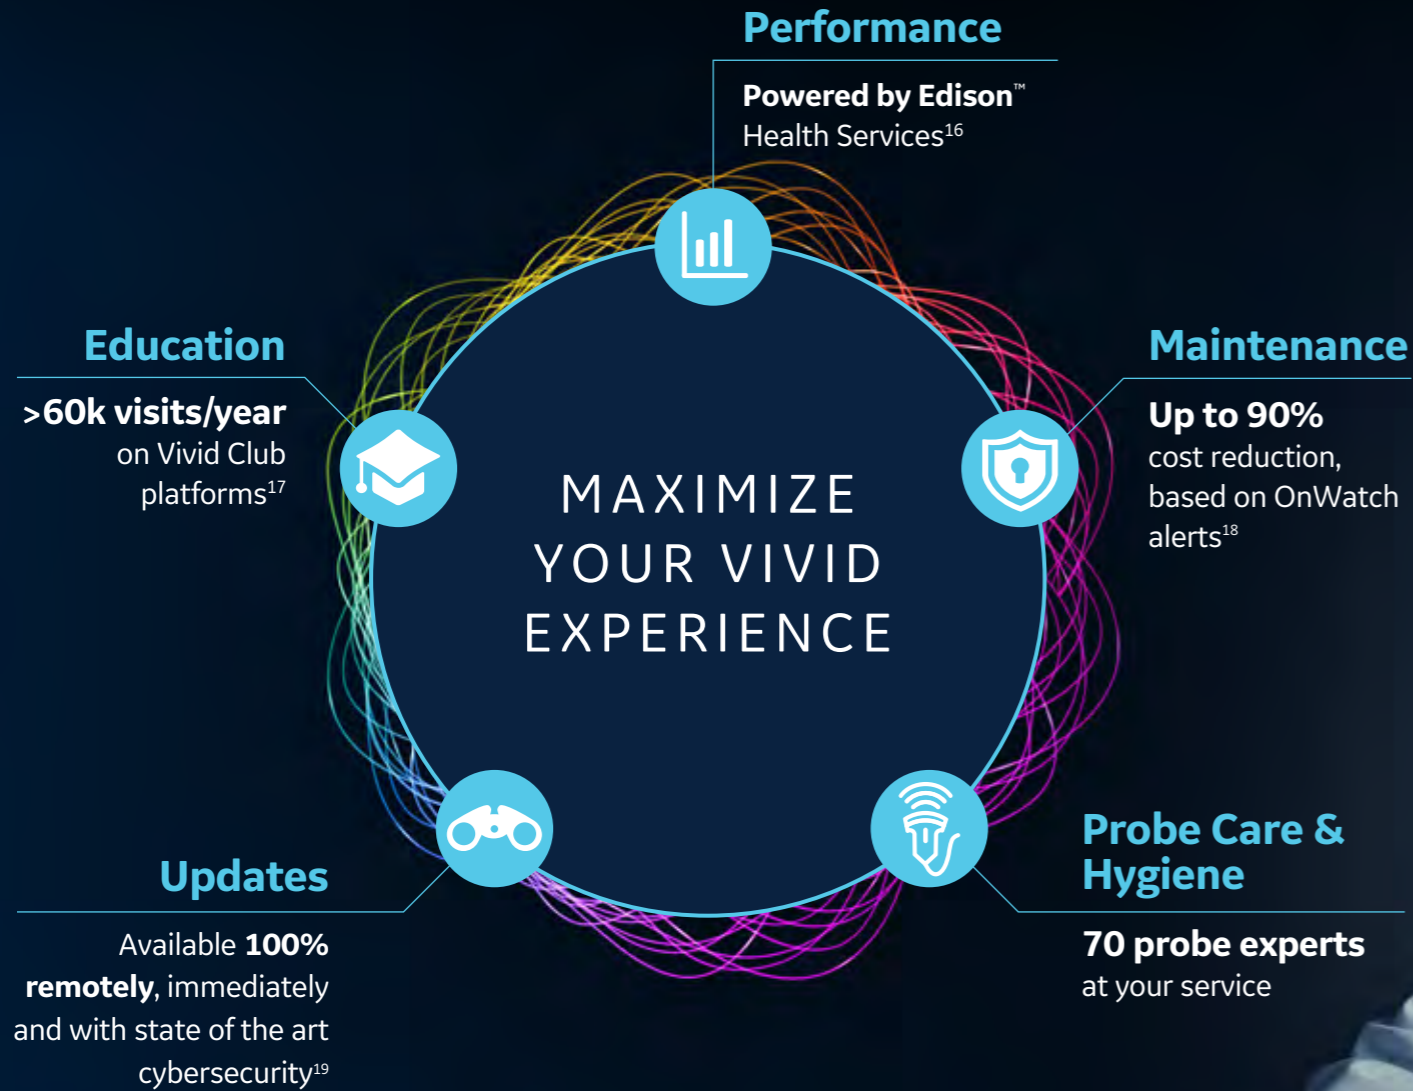 Performance
Powered by Edison™
Health Services¹⁶
Education
>60k visits/year
on Vivid Club
platforms¹⁷
Maintenance
Up to 90%
cost reduction,
based on OnWatch
alerts¹⁸
MAXIMIZE
YOUR VIVID
EXPERIENCE
Updates
Available 100%
remotely, immediately
and with state of the art
cybersecurity¹⁹
Probe Care &
Hygiene
70 probe experts
at your service